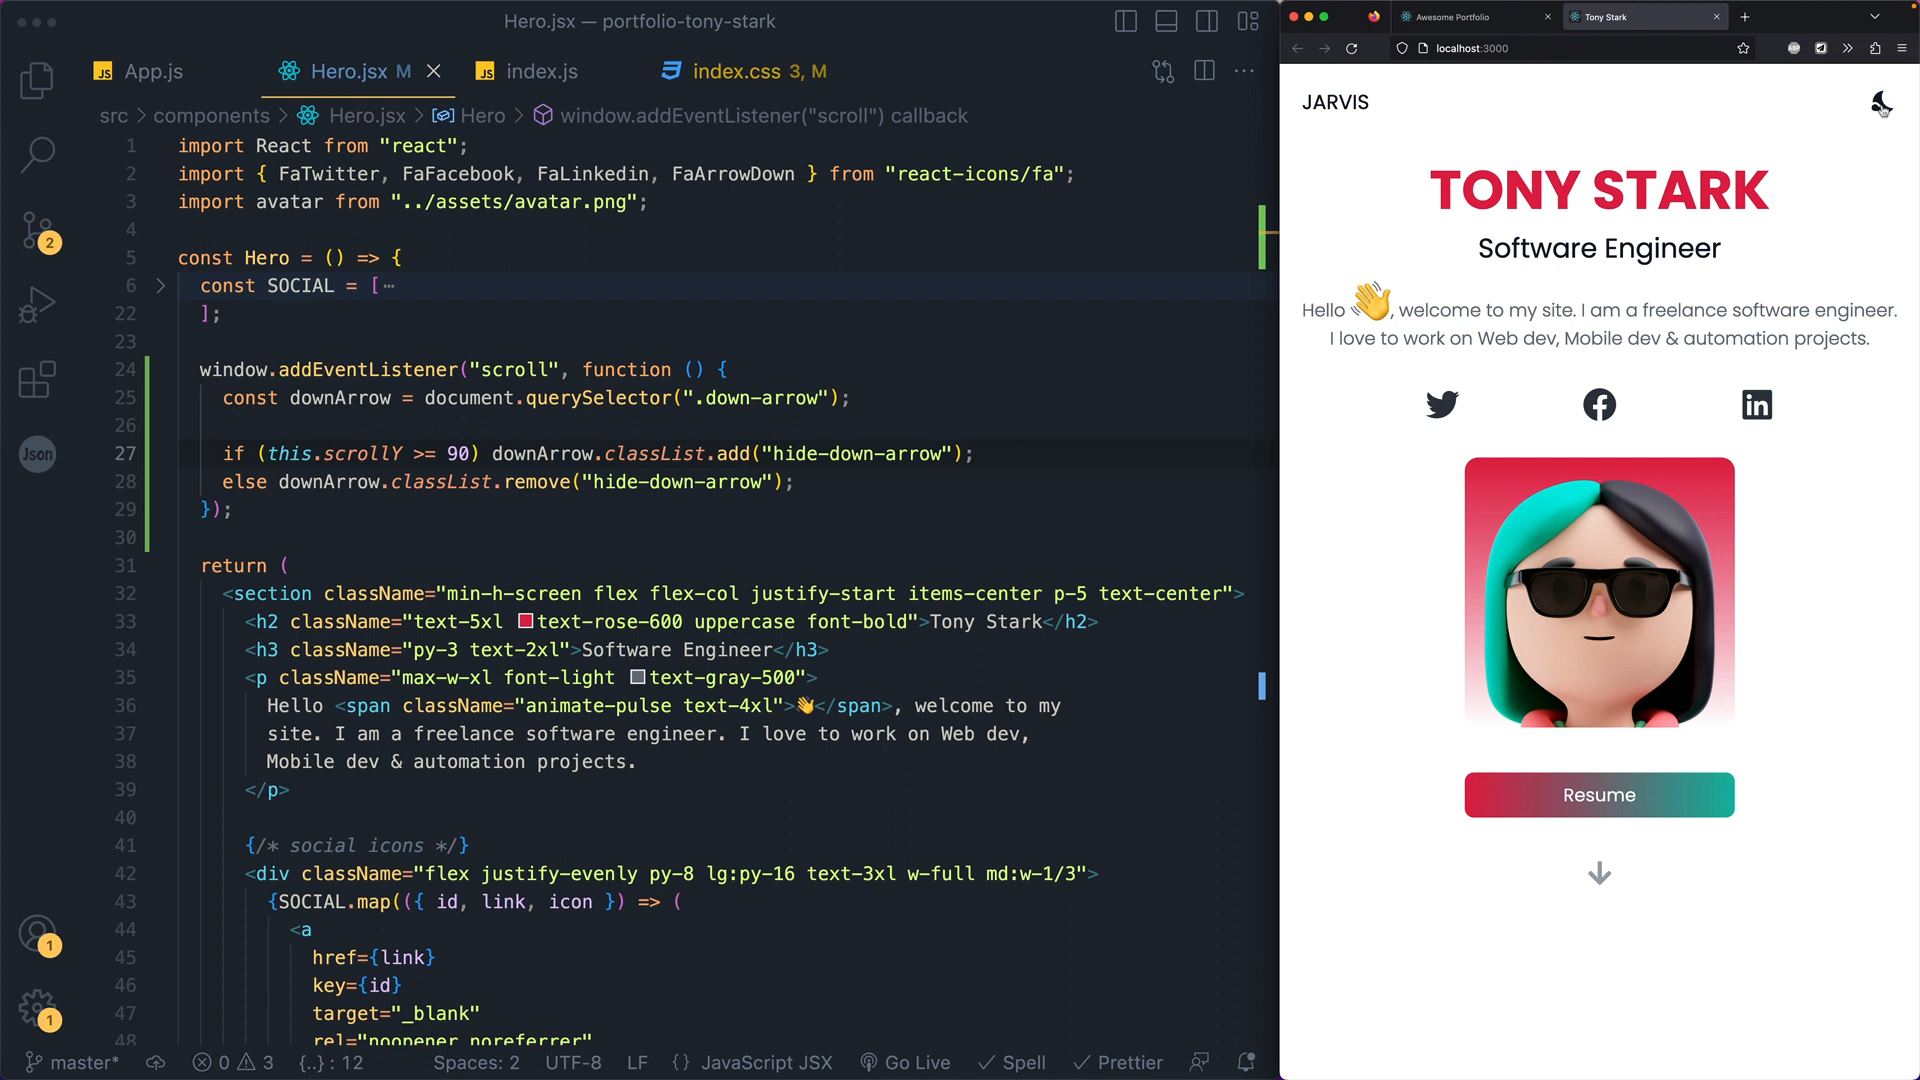 Hero.jsx — portfolio-tony-stark
JS App.js
Hero.jsx M
JS index.js
index.css 3, M
src > components > Hero.jsx > Hero > window.addEventListener("scroll") callback
1 import React from "react";
2 import { FaTwitter, FaFacebook, FaLinkedin, FaArrowDown } from "react-icons/fa";
3 import avatar from "../assets/avatar.png";
4
5 const Hero = () => {
6 const SOCIAL = [⋯
22 ];
23
24 window.addEventListener("scroll", function () {
25 const downArrow = document.querySelector(".down-arrow");
26
27 if (this.scrollY >= 90) downArrow.classList.add("hide-down-arrow");
28 else downArrow.classList.remove("hide-down-arrow");
29 });
30
31 return (
32 <section className="min-h-screen flex flex-col justify-start items-center p-5 text-center">
33 <h2 className="text-5xl text-rose-600 uppercase font-bold">Tony Stark</h2>
34 <h3 className="py-3 text-2xl">Software Engineer</h3>
35 <p className="max-w-xl font-light text-gray-500">
36 Hello <span className="animate-pulse text-4xl">👋</span>, welcome to my
37 site. I am a freelance software engineer. I love to work on Web dev,
38 Mobile dev & automation projects.
39 </p>
40
41 {/* social icons */}
42 <div className="flex justify-evenly py-8 lg:py-16 text-3xl w-full md:w-1/3">
43 {SOCIAL.map(({ id, link, icon }) => (
44 <a
45 href={link}
46 key={id}
47 target="_blank"
48 rel="noopener noreferrer"
2
Json
1
1
master* 0 3 {..} : 12 Spaces: 2 UTF-8 LF {} JavaScript JSX Go Live Spell Prettier
Awesome Portfolio
Tony Stark
localhost:3000
JARVIS
TONY STARK
Software Engineer
Hello 👋, welcome to my site. I am a freelance software engineer.
I love to work on Web dev, Mobile dev & automation projects.
in
Resume